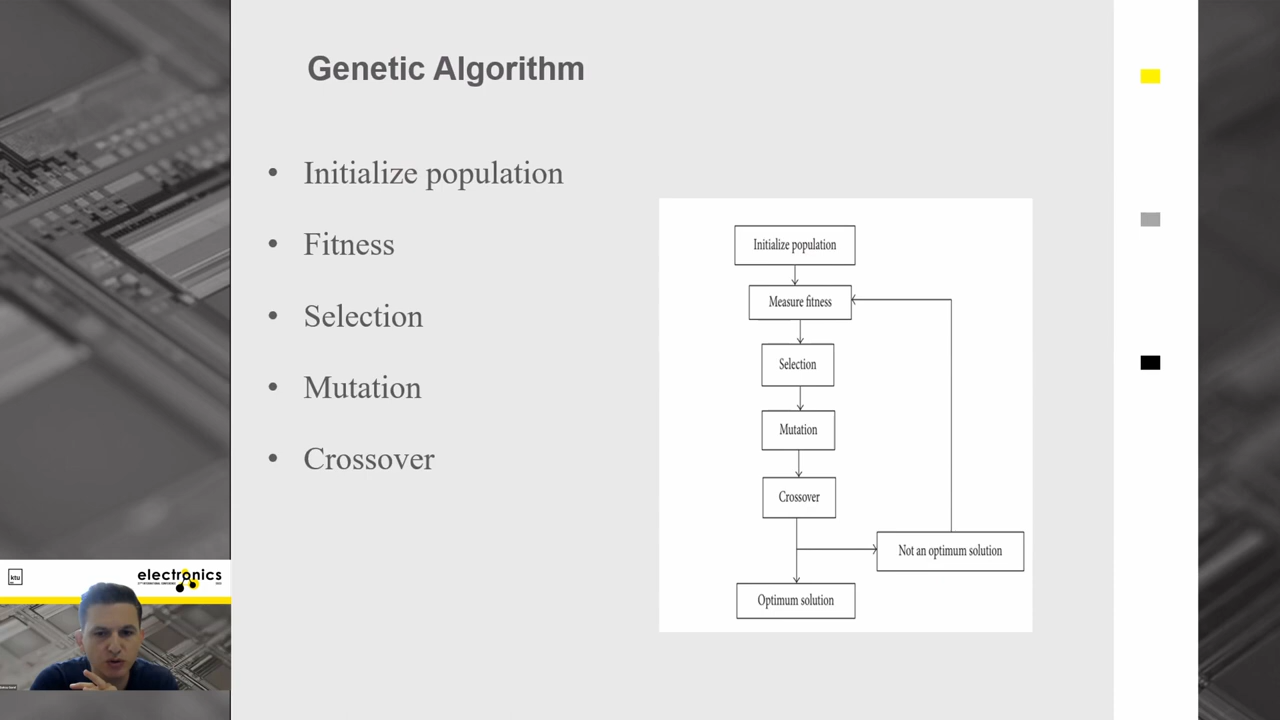 Genetic Algorithm
• Initialize population
• Fitness
• Selection
• Mutation
• Crossover
Initialize population
Measure fitness
Selection
Mutation
Crossover
Not an optimum solution
Optimum solution
ktu
electronics